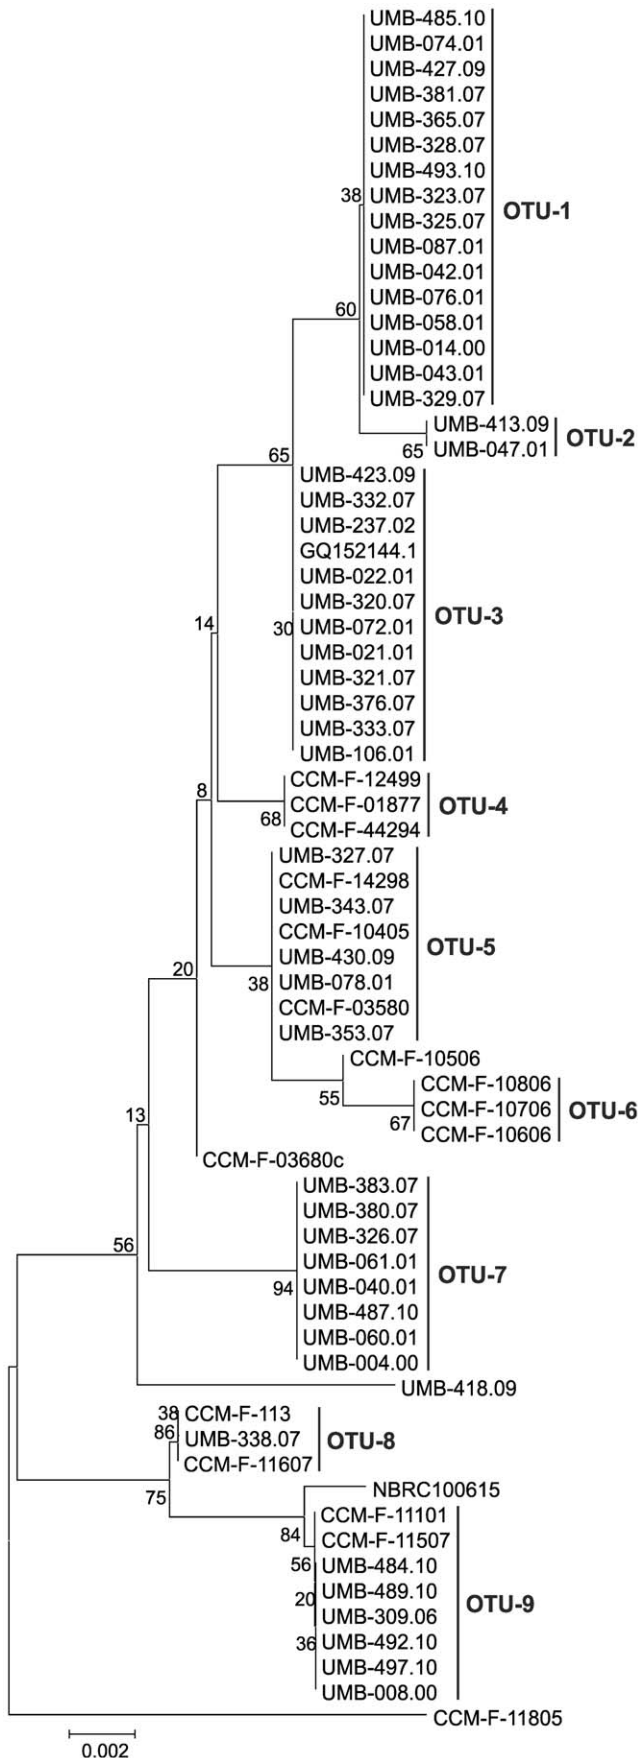 UMB-485.10
UMB-074.01
UMB-427.09
UMB-381.07
UMB-365.07
UMB-328.07
UMB-493.10
38 UMB-323.07
OTU-1
UMB-325.07
UMB-087.01
UMB-042.01
UMB-076.01
60
UMB-058.01
UMB-014.00
UMB-043.01
UMB-329.07
UMB-413.09
OTU-2
65 UMB-047.01
65
UMB-423.09
UMB-332.07
UMB-237.02
GQ152144.1
UMB-022.01
UMB-320.07
OTU-3
14
30 UMB-072.01
UMB-021.01
UMB-321.07
UMB-376.07
UMB-333.07
UMB-106.01
CCM-F-12499
8
CCM-F-01877
OTU-4
68
CCM-F-44294
UMB-327.07
CCM-F-14298
UMB-343.07
CCM-F-10405
OTU-5
UMB-430.09
20
38 UMB-078.01
CCM-F-03580
UMB-353.07
CCM-F-10506
CCM-F-10806
55
CCM-F-10706
OTU-6
13
67
CCM-F-10606
CCM-F-03680c
UMB-383.07
UMB-380.07
UMB-326.07
56
UMB-061.01
OTU-7
94 UMB-040.01
UMB-487.10
UMB-060.01
UMB-004.00
UMB-418.09
38 CCM-F-113
86 UMB-338.07
OTU-8
CCM-F-11607
75
NBRC100615
CCM-F-11101
84
CCM-F-11507
56 UMB-484.10
20 UMB-489.10
OTU-9
UMB-309.06
36 UMB-492.10
UMB-497.10
UMB-008.00
CCM-F-11805
0.002